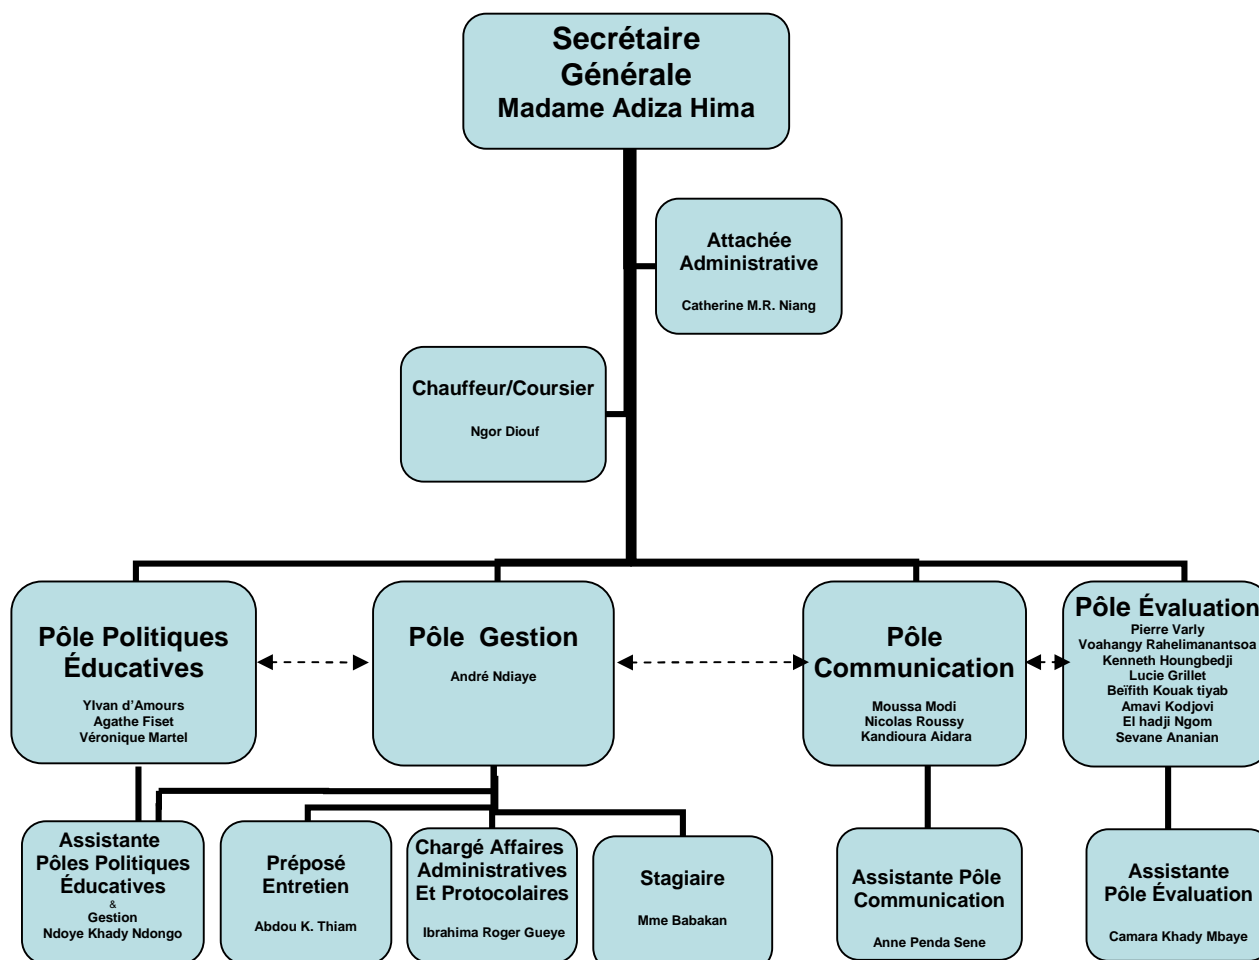 Secrétaire
Générale
Madame Adiza Hima
Attachée
Administrative
Catherine M.R. Niang
Chauffeur/Coursier
Ngor Diouf
Pôle Politiques
Éducatives
Ylvan d’Amours
Agathe Fiset
Véronique Martel
Pôle Gestion
André Ndiaye
Pôle
Communication
Moussa Modi
Nicolas Roussy
Kandioura Aidara
Pôle Évaluation
Pierre Varly
Voahangy Rahelimanantsoa
Kenneth Houngbedji
Lucie Grillet
Beïfith Kouak tiyab
Amavi Kodjovi
El hadji Ngom
Sevane Ananian
Assistante
Pôles Politiques
Éducatives
&
Gestion
Ndoye Khady Ndongo
Préposé
Entretien
Abdou K. Thiam
Chargé Affaires
Administratives
Et Protocolaires
Ibrahima Roger Gueye
Stagiaire
Mme Babakan
Assistante Pôle
Communication
Anne Penda Sene
Assistante
Pôle Évaluation
Camara Khady Mbaye